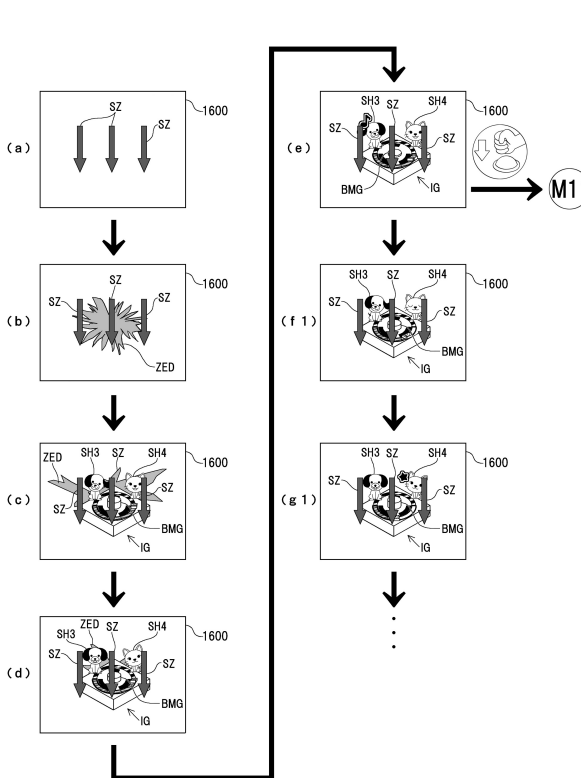 (a)
SZ
SZ
1600
(b)
SZ
SZ
SZ
1600
ZED
(c)
ZED
SH3
SZ
SH4
1600
SZ
SZ
BMG
IG
(d)
ZED
SH3
SZ
SH4
1600
SZ
SZ
BMG
IG
(e)
SH3
SZ
SH4
1600
SZ
SZ
BMG
IG
M1
(f1)
SH3
SZ
SH4
1600
SZ
SZ
BMG
IG
(g1)
SH3
SZ
SH4
1600
SZ
SZ
BMG
IG